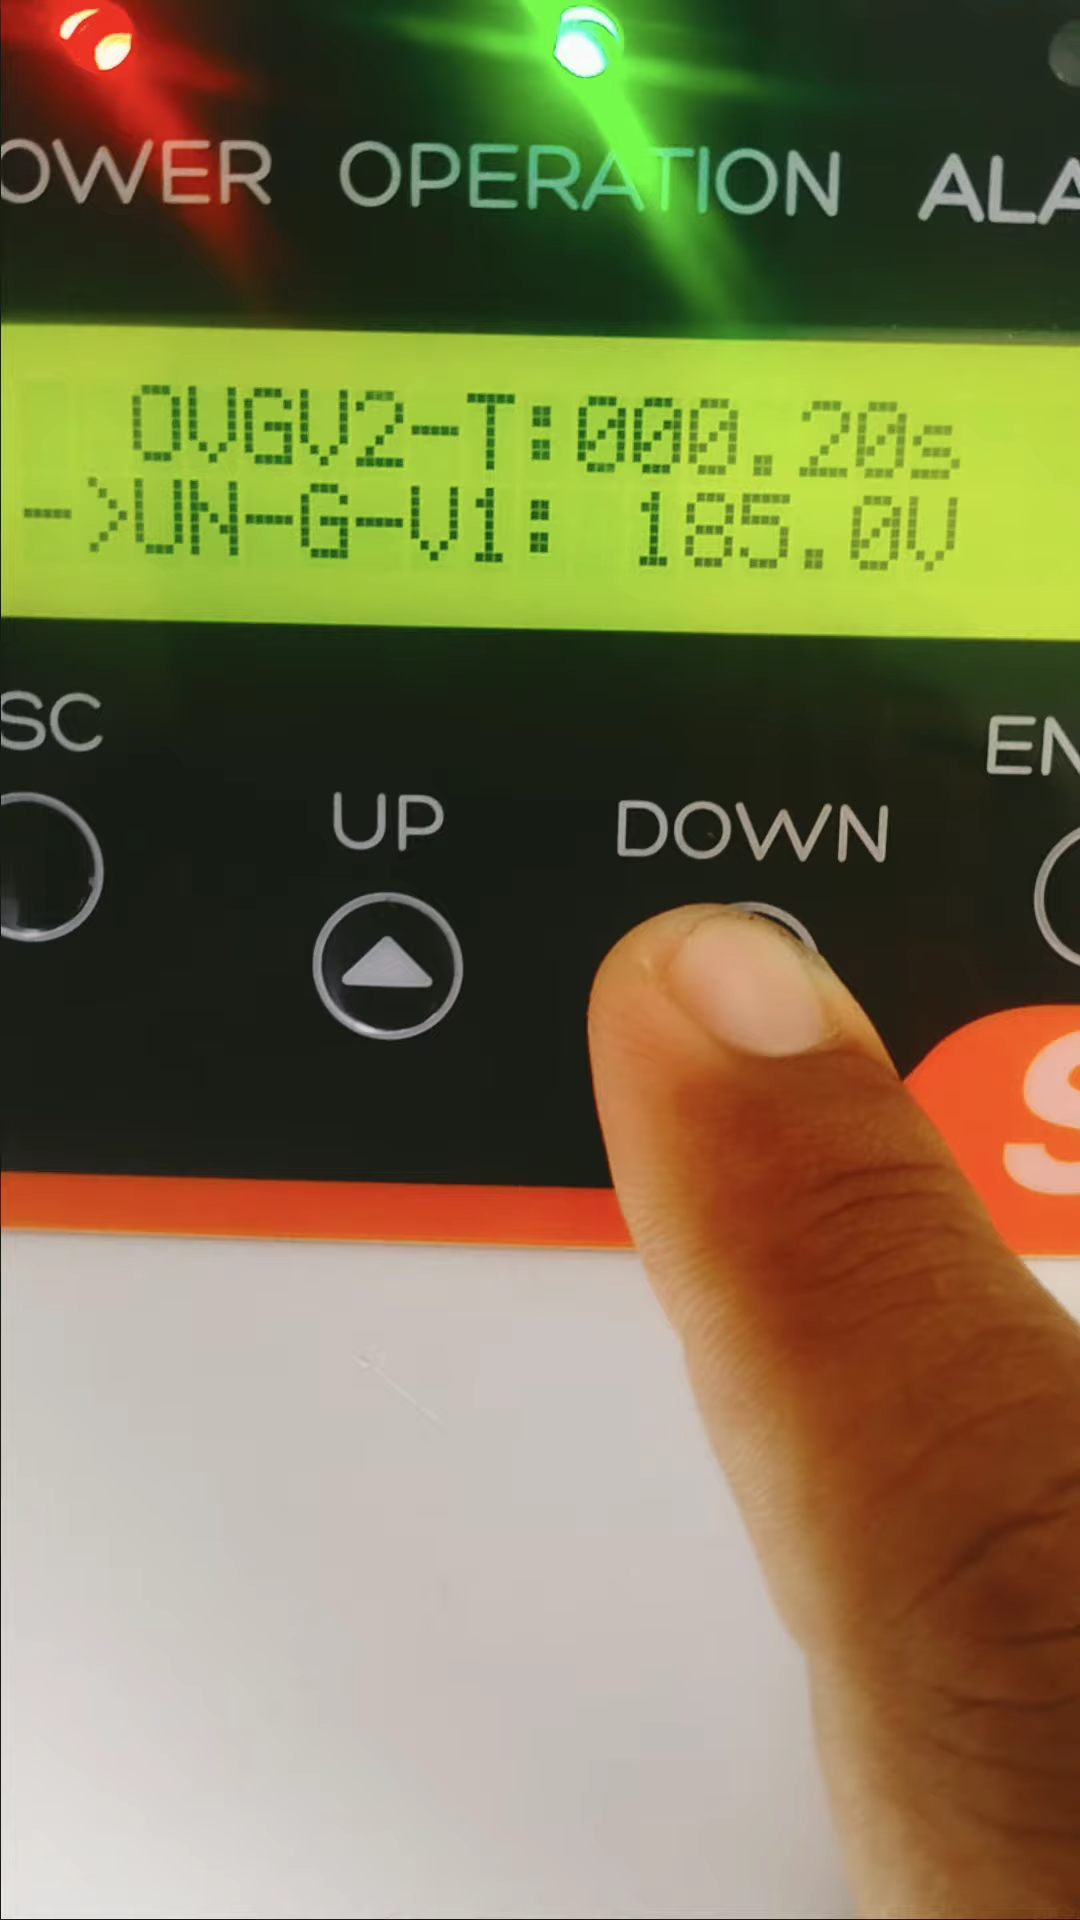 OWER OPERATION ALA
OVGV2-T:000.20s
->UN-G-V1: 185.0V
SC
UP
DOWN
EN
S